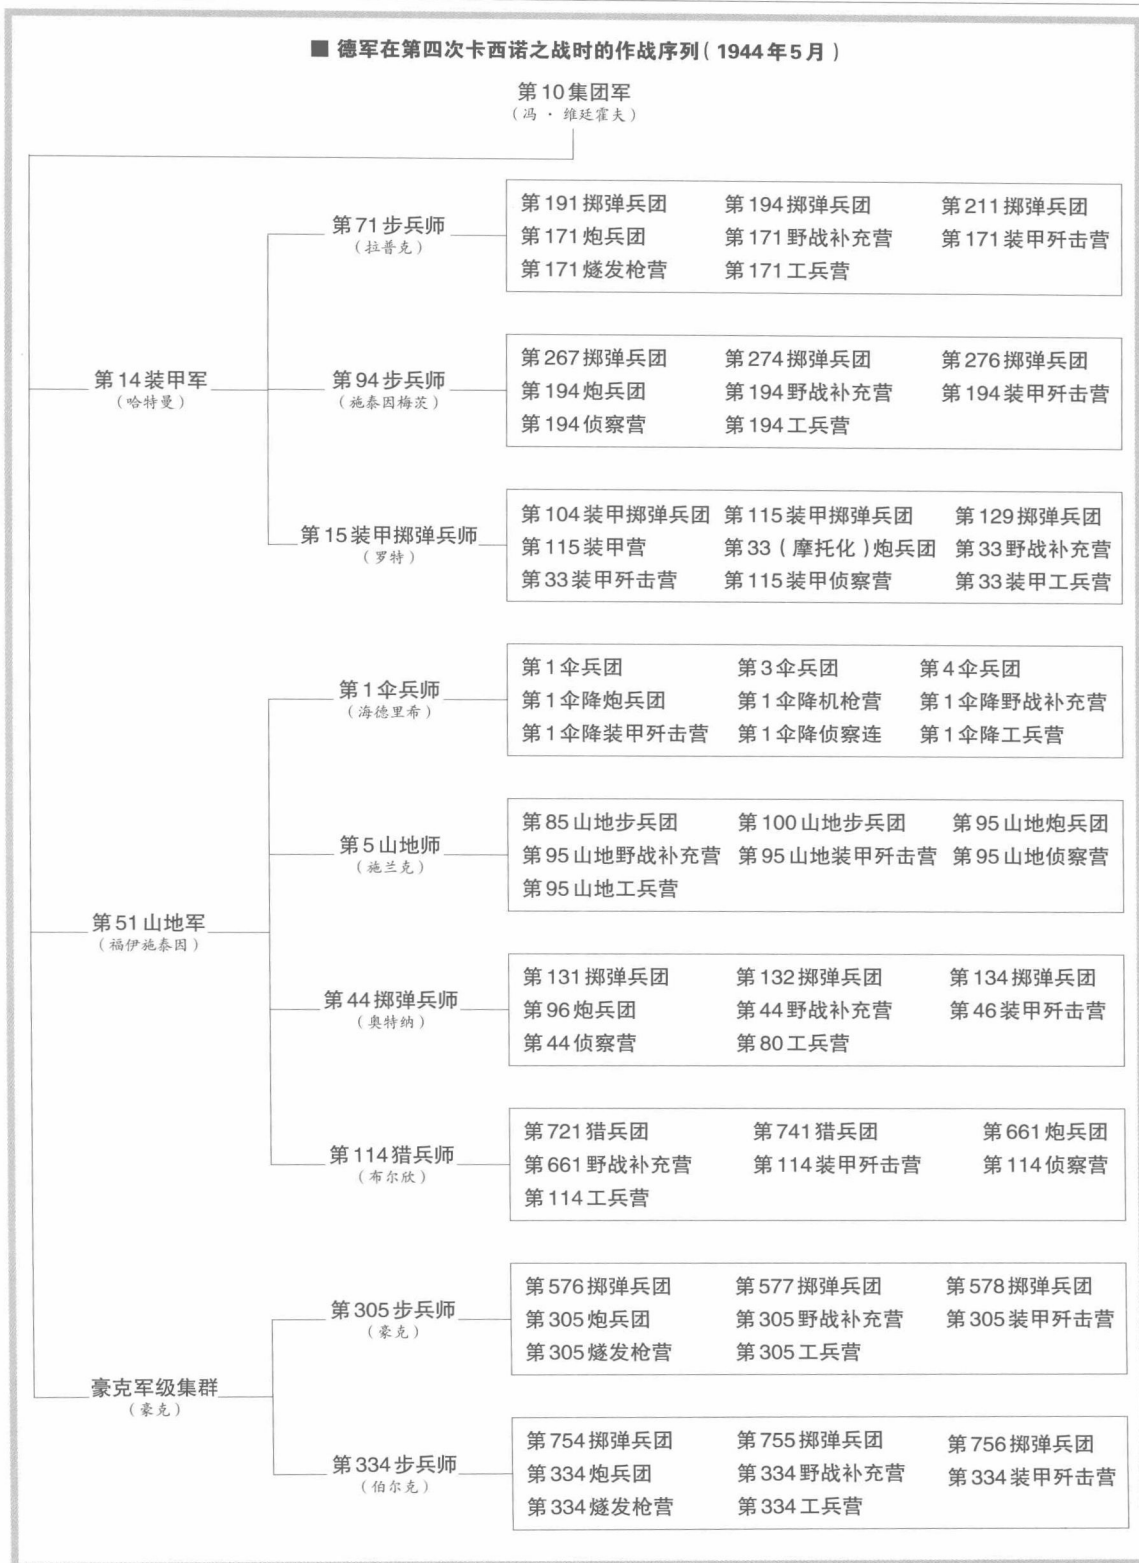 ■ 德军在第四次卡西诺之战时的作战序列（1944年5月）
第10集团军
（冯·维廷霍夫）
第14装甲军
（哈特曼）
第71步兵师
（拉普克）
第191掷弹兵团 第194掷弹兵团 第211掷弹兵团
第171炮兵团 第171野战补充营 第171装甲歼击营
第171燧发枪营 第171工兵营
第94步兵师
（施泰因梅茨）
第267掷弹兵团 第274掷弹兵团 第276掷弹兵团
第194炮兵团 第194野战补充营 第194装甲歼击营
第194侦察营 第194工兵营
第15装甲掷弹兵师
（罗特）
第104装甲掷弹兵团 第115装甲掷弹兵团 第129掷弹兵团
第115装甲营 第33（摩托化）炮兵团 第33野战补充营
第33装甲歼击营 第115装甲侦察营 第33装甲工兵营
第51山地军
（福伊施泰因）
第1伞兵师
（海德里希）
第1伞兵团 第3伞兵团 第4伞兵团
第1伞降炮兵团 第1伞降机枪营 第1伞降野战补充营
第1伞降装甲歼击营 第1伞降侦察连 第1伞降工兵营
第5山地师
（施兰克）
第85山地步兵团 第100山地步兵团 第95山地炮兵团
第95山地野战补充营 第95山地装甲歼击营 第95山地侦察营
第95山地工兵营
第44掷弹兵师
（奥特纳）
第131掷弹兵团 第132掷弹兵团 第134掷弹兵团
第96炮兵团 第44野战补充营 第46装甲歼击营
第44侦察营 第80工兵营
第114猎兵师
（布尔欣）
第721猎兵团 第741猎兵团 第661炮兵团
第661野战补充营 第114装甲歼击营 第114侦察营
第114工兵营
豪克军级集群
（豪克）
第305步兵师
（豪克）
第576掷弹兵团 第577掷弹兵团 第578掷弹兵团
第305炮兵团 第305野战补充营 第305装甲歼击营
第305燧发枪营 第305工兵营
第334步兵师
（伯尔克）
第754掷弹兵团 第755掷弹兵团 第756掷弹兵团
第334炮兵团 第334野战补充营 第334装甲歼击营
第334燧发枪营 第334工兵营